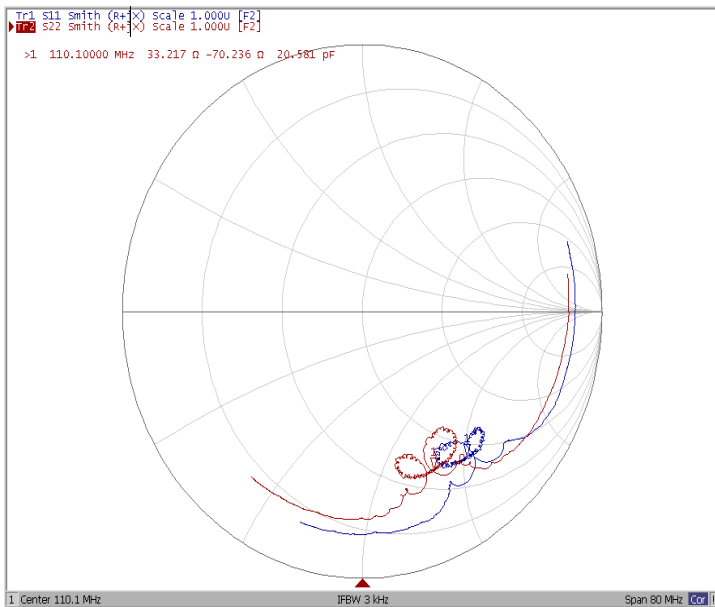 Tr1 S11 Smith (R+jX) Scale 1.000U [F2]
Tr2 S22 Smith (R+jX) Scale 1.000U [F2]
>1 110.10000 MHz 33.217 Ω -70.236 Ω 20.581 pF
1
1 Center 110.1 MHz IFBW 3 kHz Span 80 MHz Cor